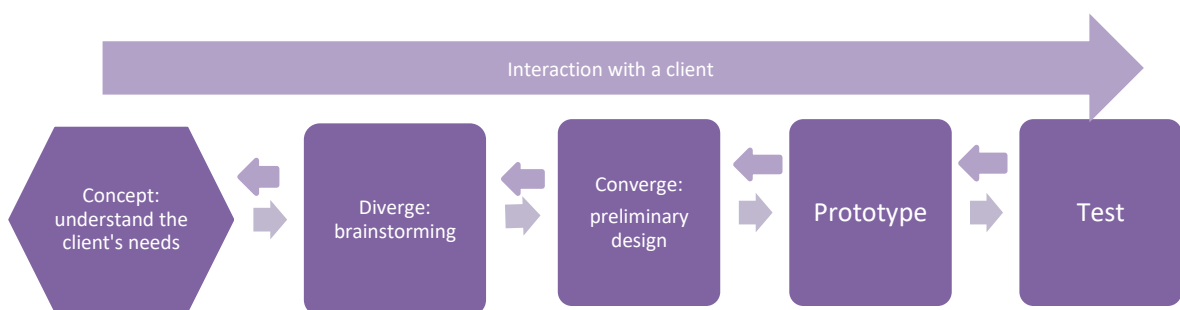 Interaction with a client
Concept:
understand the
client's needs
Diverge:
brainstorming
Converge:
preliminary
design
Prototype
Test